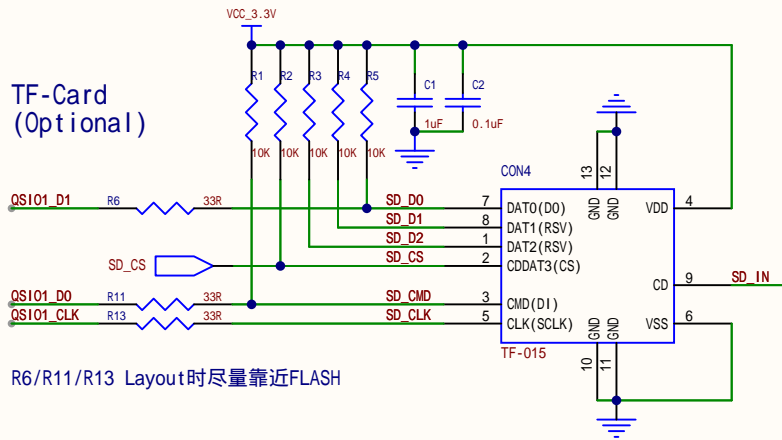 VCC_3.3V
TF-Card
(Optional)
R1 R2 R3 R4 R5
C1 C2
1uF 0.1uF
10K 10K 10K 10K 10K
CON4
13 12
GND GND
QSIO1_D1 R6 33R SD_D0 7 DAT0(DO) VDD 4
SD_D1 8 DAT1(RSV)
SD_D2 1 DAT2(RSV)
SD_CS SD_CS 2 CDDAT3(CS)
CD 9 SD_IN
QSIO1_D0 R11 33R SD_CMD 3 CMD(DI)
QSIO1_CLK R13 33R SD_CLK 5 CLK(SCLK) VSS 6
GND GND
TF-015
10 11
R6/R11/R13 Layout时尽量靠近FLASH